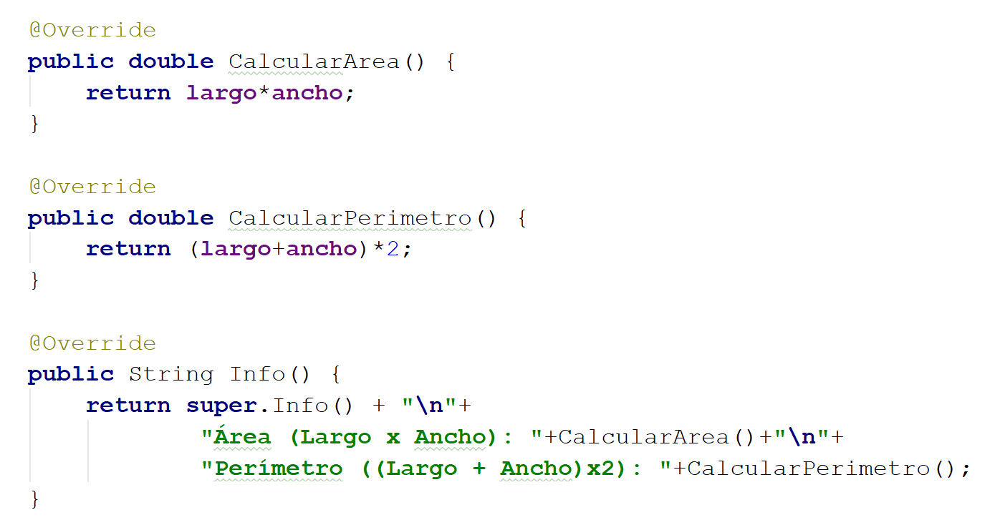 @Override
public double CalcularArea() {
    return largo*ancho;
}

@Override
public double CalcularPerimetro() {
    return (largo+ancho)*2;
}

@Override
public String Info() {
    return super.Info() + "\n"+
            "Área (Largo x Ancho): "+CalcularArea()+"\n"+
            "Perímetro ((Largo + Ancho)x2): "+CalcularPerimetro();
}